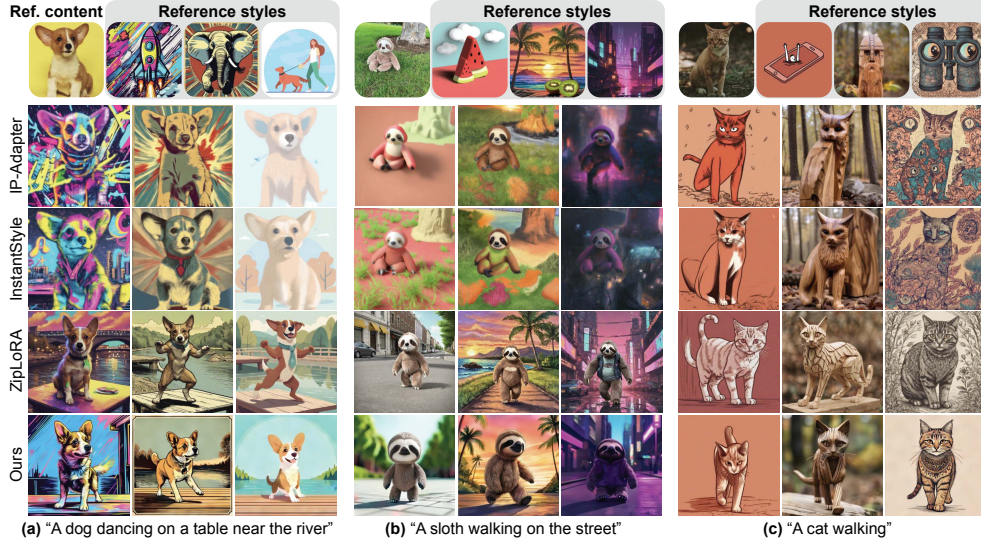 Ref. content Reference styles Reference styles Reference styles
IP-Adapter
InstantStyle
ZipLoRA
Ours
(a) “A dog dancing on a table near the river” (b) “A sloth walking on the street” (c) “A cat walking”